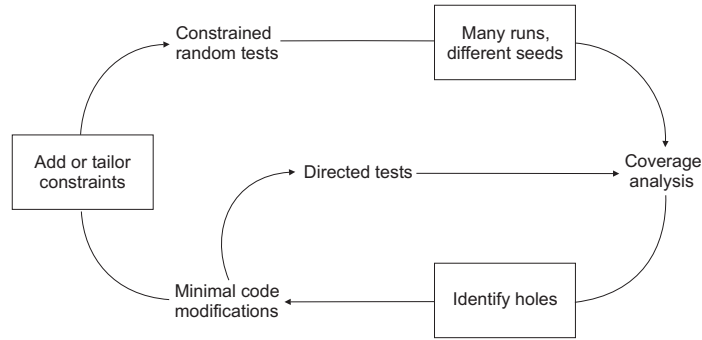 Constrained
random tests
Many runs,
different seeds
Add or tailor
constraints
Directed tests
Coverage
analysis
Minimal code
modifications
Identify holes